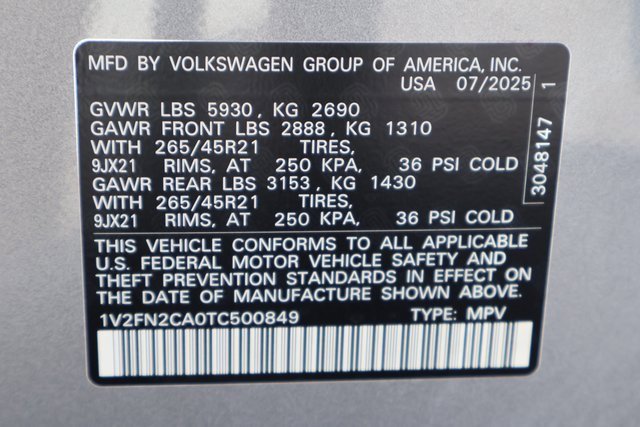 MFD BY VOLKSWAGEN GROUP OF AMERICA, INC.
USA 07/2025
GVWR LBS 5930, KG 2690
GAWR FRONT LBS 2888, KG 1310
WITH 265/45R21 TIRES,
9JX21 RIMS, AT 250 KPA, 36 PSI COLD
GAWR REAR LBS 3153, KG 1430
WITH 265/45R21 TIRES,
9JX21 RIMS, AT 250 KPA, 36 PSI COLD
THIS VEHICLE CONFORMS TO ALL APPLICABLE
U.S. FEDERAL MOTOR VEHICLE SAFETY AND
THEFT PREVENTION STANDARDS IN EFFECT ON
THE DATE OF MANUFACTURE SHOWN ABOVE.
1V2FN2CA0TC500849 TYPE: MPV
3048147 1